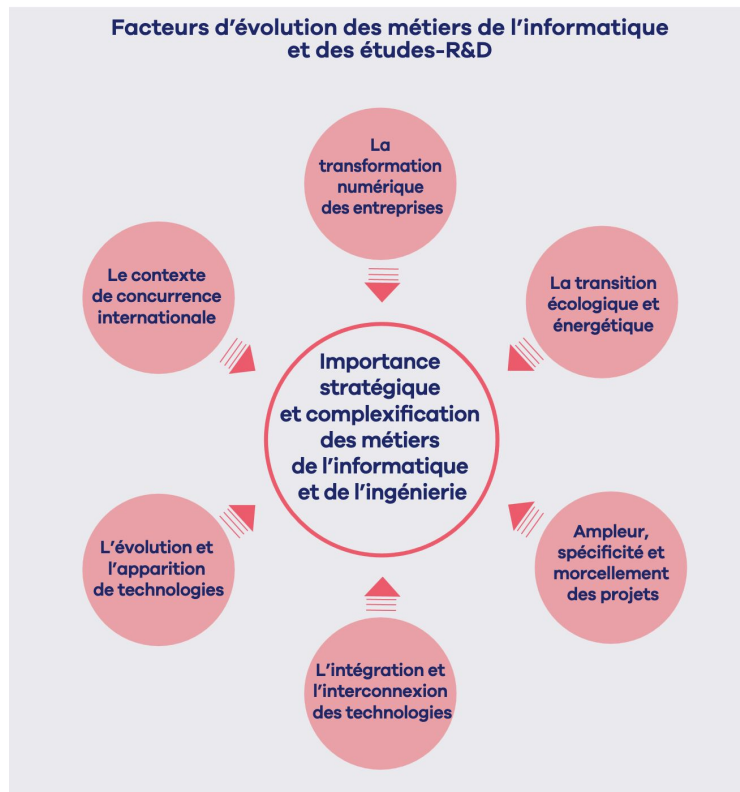 Facteurs d'évolution des métiers de l'informatique
et des études-R&D
La
transformation
numérique
des entreprises
Le contexte
de concurrence
internationale
La transition
écologique et
énergétique
Importance
stratégique
et complexification
des métiers
de l'informatique
et de l'ingénierie
L'évolution et
l'apparition
de technologies
Ampleur,
spécificité et
morcellement
des projets
L'intégration et
l'interconnexion
des technologies